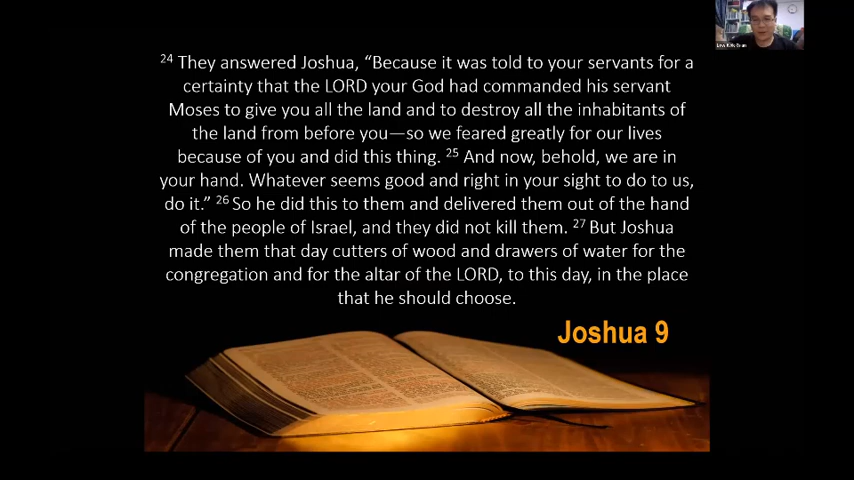 24 They answered Joshua, “Because it was told to your servants for a
certainty that the LORD your God had commanded his servant
Moses to give you all the land and to destroy all the inhabitants of
the land from before you—so we feared greatly for our lives
because of you and did this thing. 25 And now, behold, we are in
your hand. Whatever seems good and right in your sight to do to us,
do it.” 26 So he did this to them and delivered them out of the hand
of the people of Israel, and they did not kill them. 27 But Joshua
made them that day cutters of wood and drawers of water for the
congregation and for the altar of the LORD, to this day, in the place
that he should choose.
Joshua 9